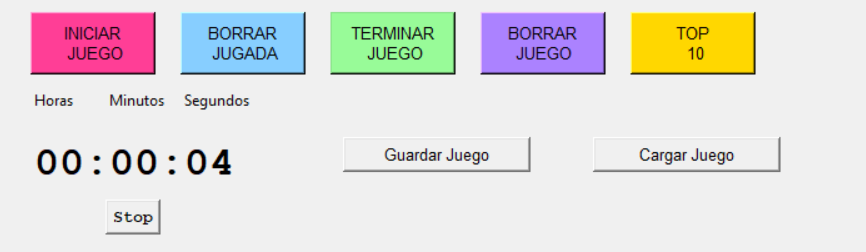 INICIAR
JUEGO
BORRAR
JUGADA
TERMINAR
JUEGO
BORRAR
JUEGO
TOP
10
Horas Minutos Segundos
00:00:04
Guardar Juego
Cargar Juego
Stop